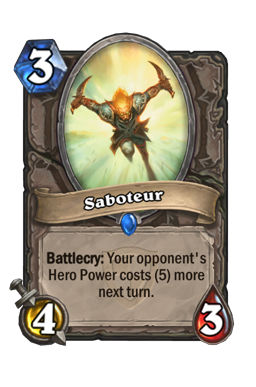 3
Saboteur
Battlecry: Your opponent's
Hero Power costs (5) more
next turn.
4 3